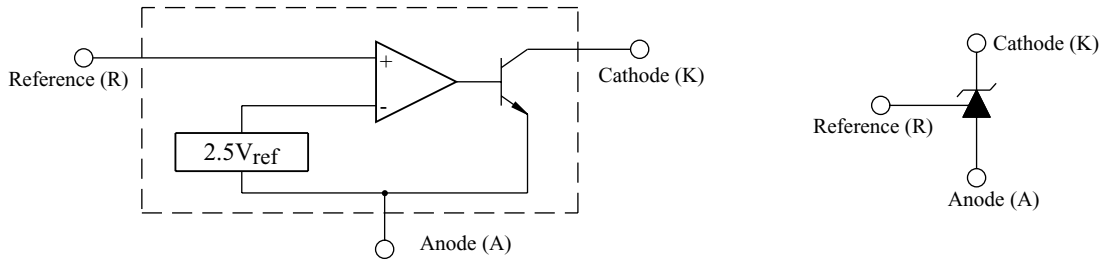 Reference (R)
+
-
2.5Vref
Cathode (K)
Anode (A)
Cathode (K)
Reference (R)
Anode (A)